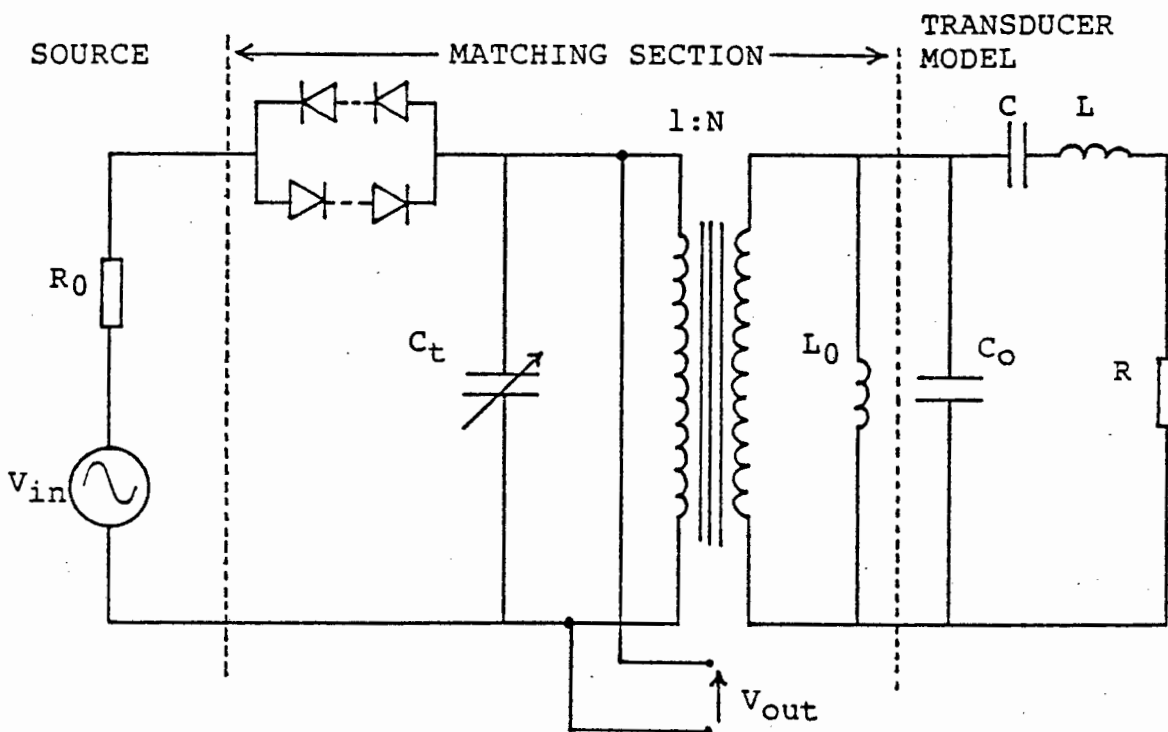 SOURCE
MATCHING SECTION
TRANSDUCER
MODEL
1:N
C
L
R0
Ct
L0
Co
R
Vin
Vout